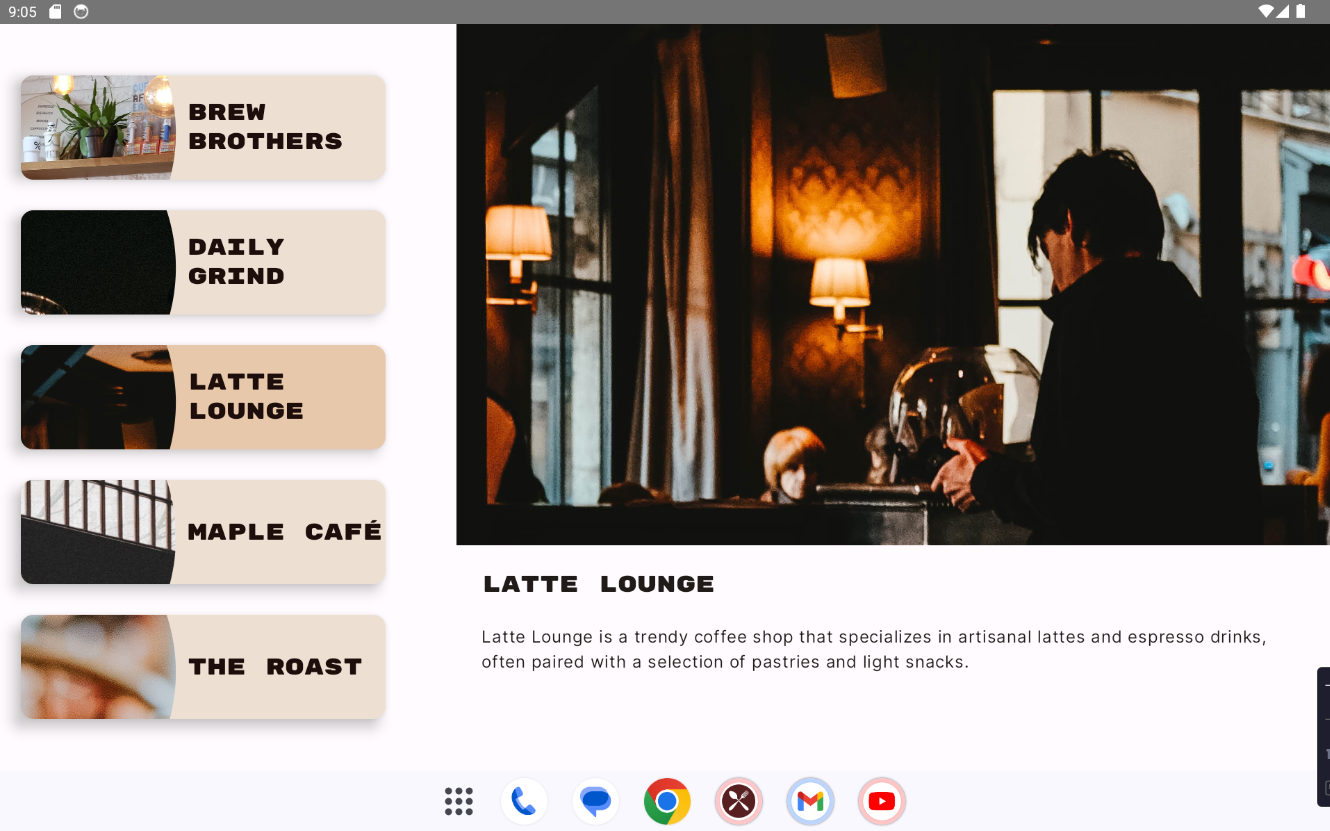 9:05
BREW
BROTHERS
DAILY
GRIND
LATTE
LOUNGE
MAPLE CAFÉ
THE ROAST
LATTE LOUNGE
Latte Lounge is a trendy coffee shop that specializes in artisanal lattes and espresso drinks,
often paired with a selection of pastries and light snacks.